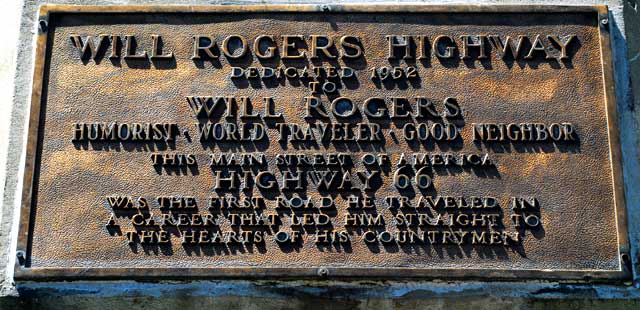 WILL ROGERS HIGHWAY
DEDICATED 1952
TO
WILL ROGERS
HUMORIST · WORLD TRAVELER · GOOD NEIGHBOR
THIS MAIN STREET OF AMERICA
HIGHWAY 66
WAS THE FIRST ROAD HE TRAVELED IN
A CAREER THAT LED HIM STRAIGHT TO
THE HEARTS OF HIS COUNTRYMEN